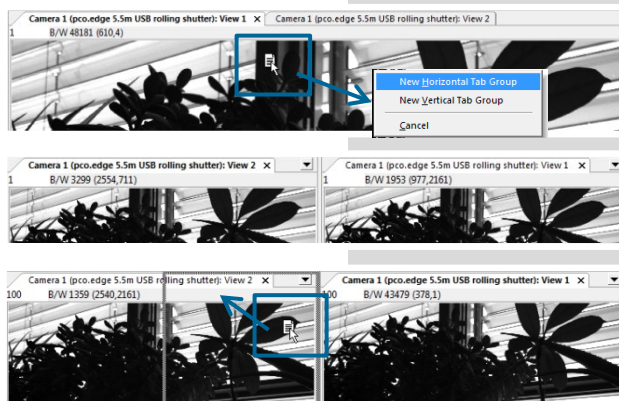 Camera 1 (pco.edge 5.5m USB rolling shutter): View 1 X Camera 1 (pco.edge 5.5m USB rolling shutter): View 2
1 B/W 48181 (610,4)
New Horizontal Tab Group
New Vertical Tab Group
Cancel
Camera 1 (pco.edge 5.5m USB rolling shutter): View 2 X Camera 1 (pco.edge 5.5m USB rolling shutter): View 1 X
1 B/W 3299 (2554,711) 1 B/W 1953 (977,2161)
Camera 1 (pco.edge 5.5m USB rolling shutter): View 2 X Camera 1 (pco.edge 5.5m USB rolling shutter): View 1 X
100 B/W 1359 (2540,2161) 100 B/W 43479 (378,1)